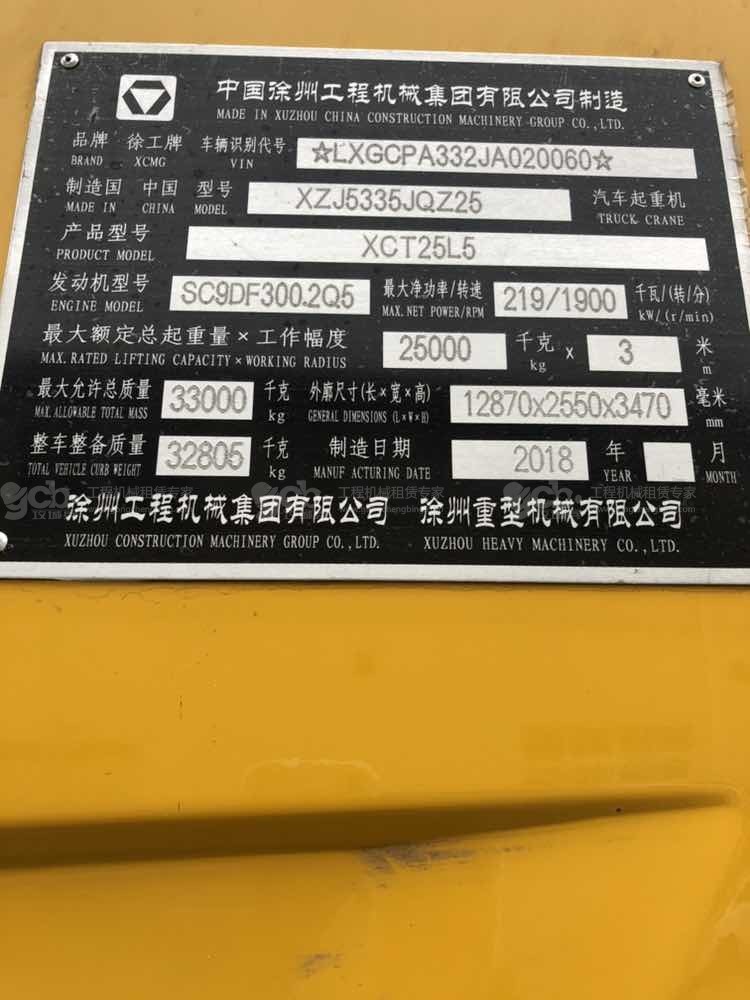 中国徐州工程机械集团有限公司制造
MADE IN XUZHOU CHINA CONSTRUCTION MACHINERY GROUP CO.,LTD.
品牌 徐工牌 车辆识别代号 ☆LXGCPA332JA020060☆
BRAND XCMG VIN
制造国 中国 型号 XZJ5335JQZ25 汽车起重机
MADE IN CHINA MODEL TRUCK CRANE
产品型号 XCT25L5
PRODUCT MODEL
发动机型号 SC9DF300.2Q5 最大净功率/转速 219/1900 千瓦/(转/分)
ENGINE MODEL MAX. NET POWER/RPM kW/(r/min)
最大额定总起重量×工作幅度 25000 千克 x 3 米
MAX. RATED LIFTING CAPACITY×WORKING RADIUS kg m
最大允许总质量 33000 千克 外廓尺寸(长×宽×高) 12870x2550x3470 毫米
MAX. ALLOWABLE TOTAL MASS kg GENERAL DIMENSIONS (L×W×H) mm
整车整备质量 32805 千克 制造日期 2018 年 月
TOTAL VEHICLE CURB WEIGHT kg MANUF ACTURING DATE YEAR MONTH
工程机械租赁专家 工程机械租赁专家
徐州工程机械集团有限公司 徐州重型机械有限公司
XUZHOU CONSTRUCTION MACHINERY GROUP CO.,LTD. XUZHOU HEAVY MACHINERY CO.,LTD.